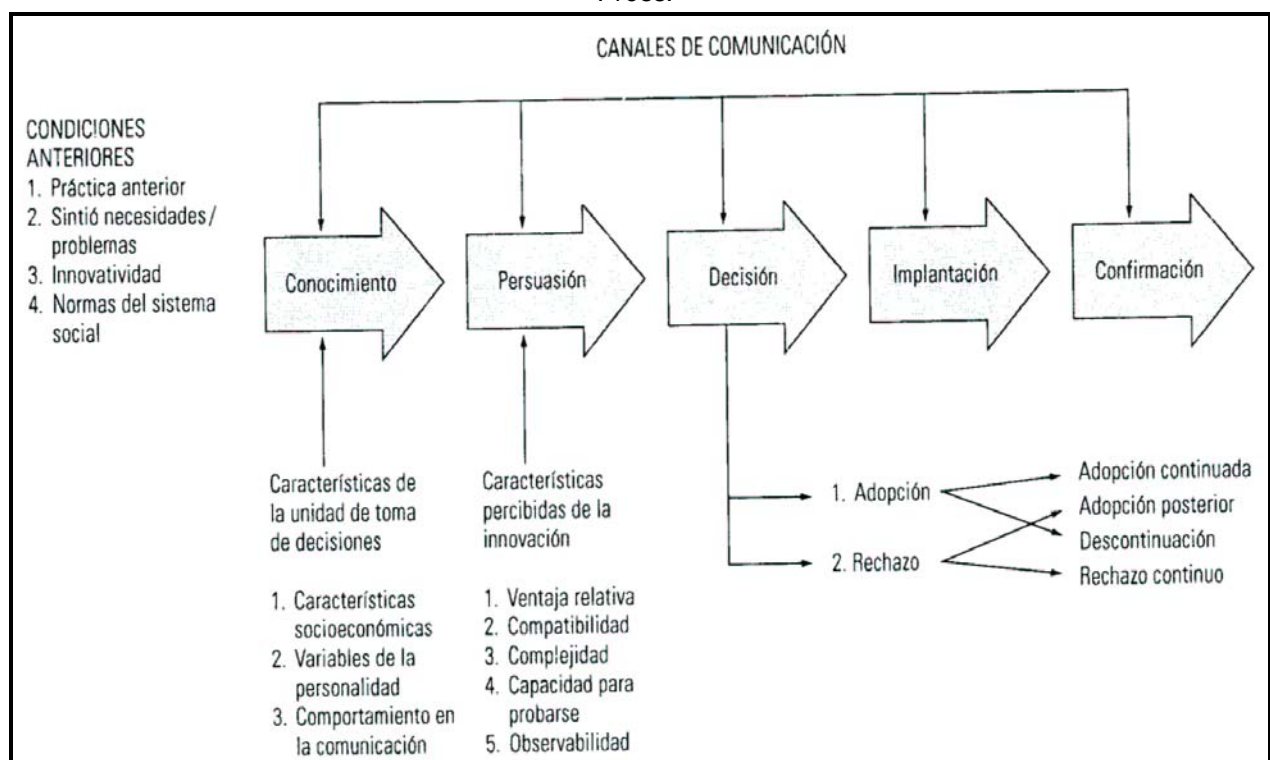 CANALES DE COMUNICACIÓN
CONDICIONES
ANTERIORES
1. Práctica anterior
2. Sintió necesidades/
problemas
3. Innovatividad
4. Normas del sistema
social
Conocimiento
Persuasión
Decisión
Implantación
Confirmación
Características de
la unidad de toma
de decisiones
1. Características
socioeconómicas
2. Variables de la
personalidad
3. Comportamiento en
la comunicación
Características
percibidas de la
innovación
1. Ventaja relativa
2. Compatibilidad
3. Complejidad
4. Capacidad para
probarse
5. Observabilidad
1. Adopción
2. Rechazo
Adopción continuada
Adopción posterior
Descontinuación
Rechazo continuo